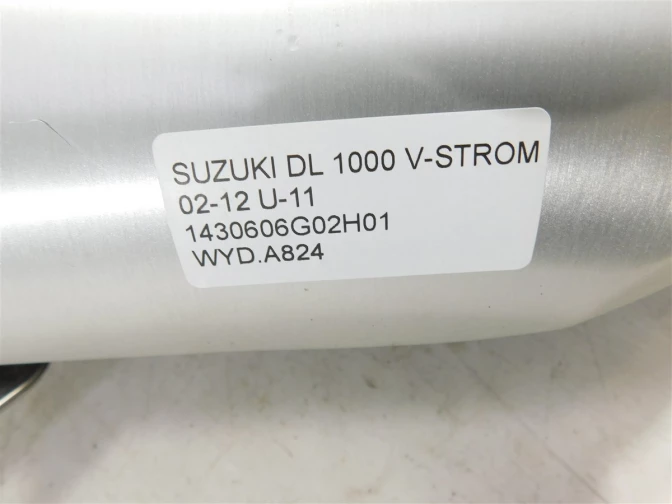 SUZUKI DL 1000 V-STROM
02-12 U-11
1430606G02H01
WYD.A824